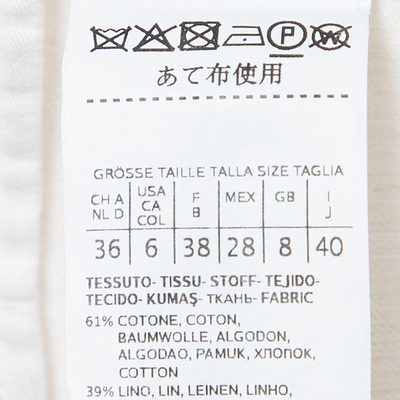 P W
あて布使用
GRÖSSE TAILLE TALLA SIZE TAGLIA
CH A NL D USA CA COL F B MEX GB I J
36 6 38 28 8 40
TESSUTO- TISSU- STOFF- TEJIDO-
TECIDO- KUMAŞ- ТКАНЬ- FABRIC
61% COTONE, COTON,
BAUMWOLLE, ALGODON,
ALGODAO, PAMUK, ХЛОПОК,
COTTON
39% LINO, LIN, LEINEN, LINHO,